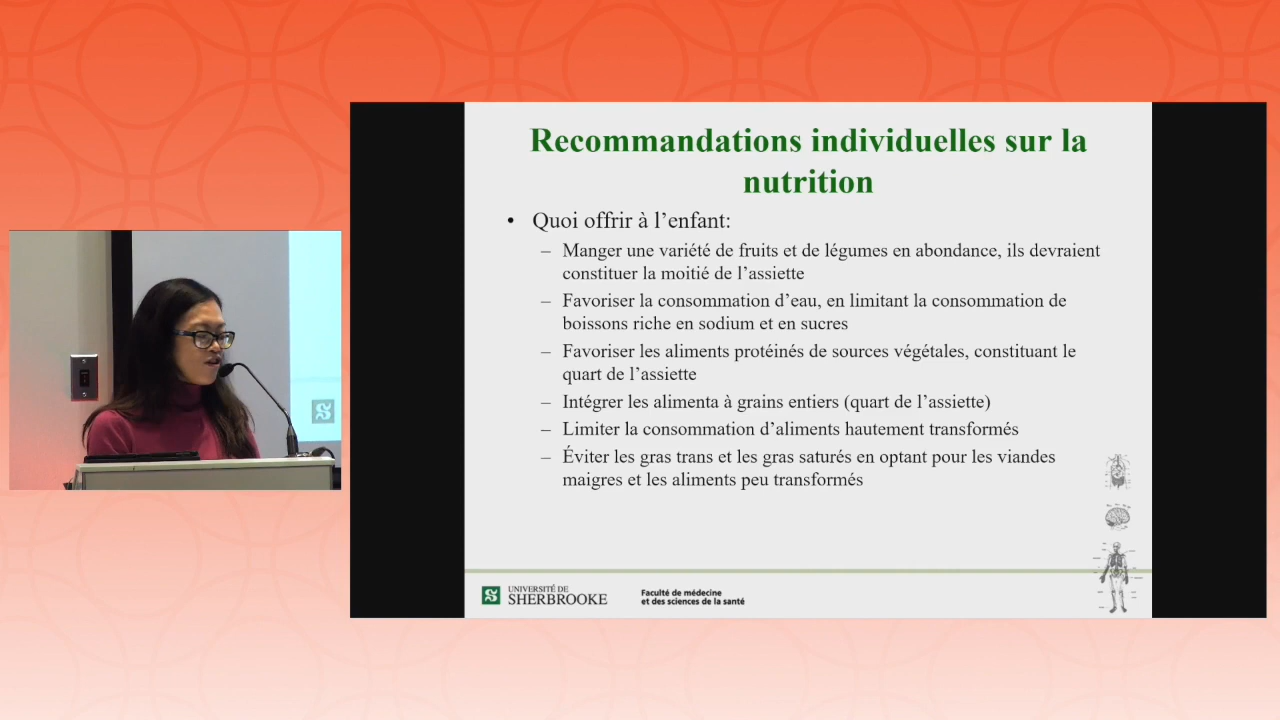 Recommandations individuelles sur la
nutrition
• Quoi offrir à l’enfant:
– Manger une variété de fruits et de légumes en abondance, ils devraient
constituer la moitié de l’assiette
– Favoriser la consommation d’eau, en limitant la consommation de
boissons riche en sodium et en sucres
– Favoriser les aliments protéinés de sources végétales, constituant le
quart de l’assiette
– Intégrer les alimenta à grains entiers (quart de l’assiette)
– Limiter la consommation d’aliments hautement transformés
– Éviter les gras trans et les gras saturés en optant pour les viandes
maigres et les aliments peu transformés
UNIVERSITÉ DE
SHERBROOKE
Faculté de médecine
et des sciences de la santé